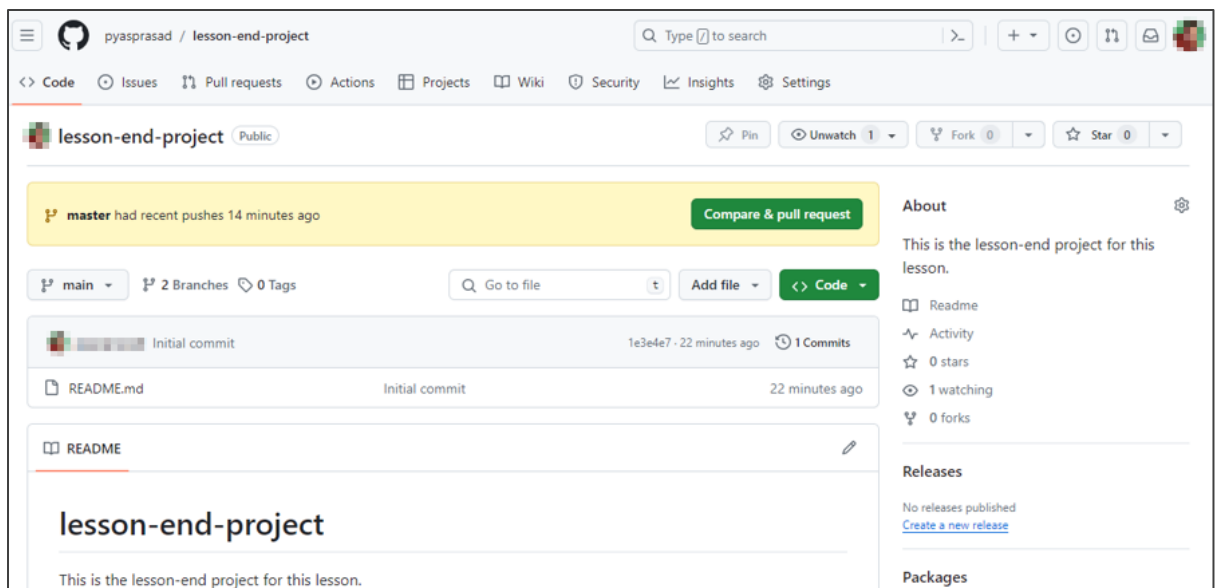 pyasprasad / lesson-end-project Type / to search
Code Issues Pull requests Actions Projects Wiki Security Insights Settings
lesson-end-project Public Pin Unwatch 1 Fork 0 Star 0
master had recent pushes 14 minutes ago Compare & pull request
main 2 Branches 0 Tags Go to file t Add file <> Code
Initial commit 1e3e4e7 · 22 minutes ago 1 Commits
README.md Initial commit 22 minutes ago
README
lesson-end-project
This is the lesson-end project for this lesson.
About
This is the lesson-end project for this
lesson.
Readme
Activity
0 stars
1 watching
0 forks
Releases
No releases published
Create a new release
Packages